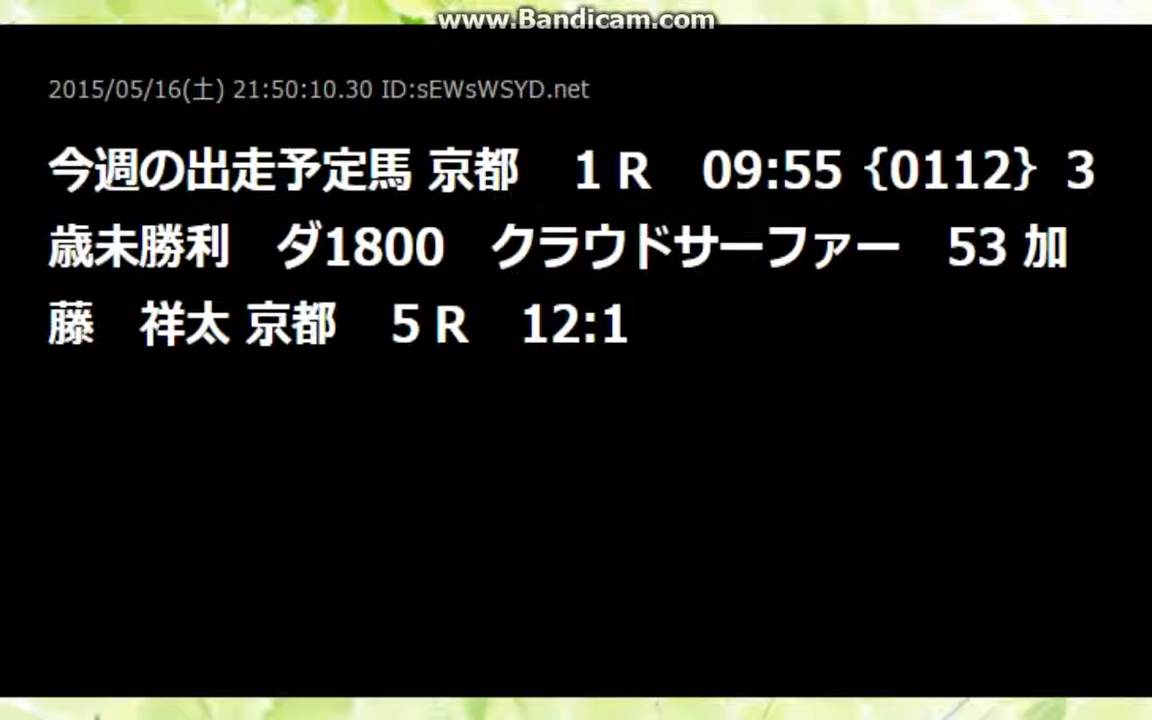 www.Bandicam.com
2015/05/16(土) 21:50:10.30 ID:sEWsWSYD.net
今週の出走予定馬 京都　1 R　09:55 {0112} 3
歳未勝利　ダ1800　クラウドサーファー　53 加
藤　祥太 京都　5 R　12:1